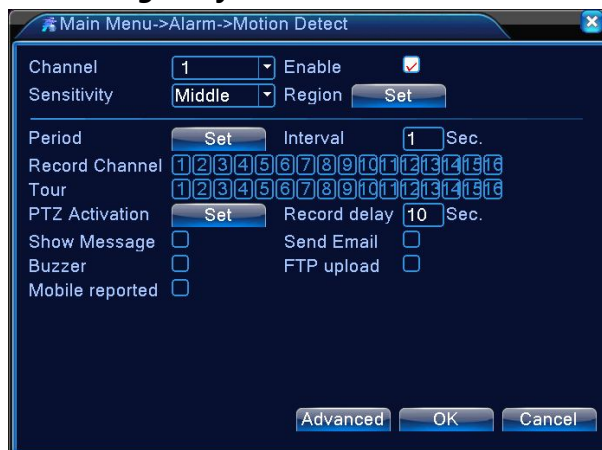 Main Menu->Alarm->Motion Detect
Channel 1 Enable
Sensitivity Middle Region Set
Period Set Interval 1 Sec.
Record Channel 1 2 3 4 5 6 7 8 9 10 11 12 13 14 15 16
Tour 1 2 3 4 5 6 7 8 9 10 11 12 13 14 15 16
PTZ Activation Set Record delay 10 Sec.
Show Message Send Email
Buzzer FTP upload
Mobile reported
Advanced OK Cancel